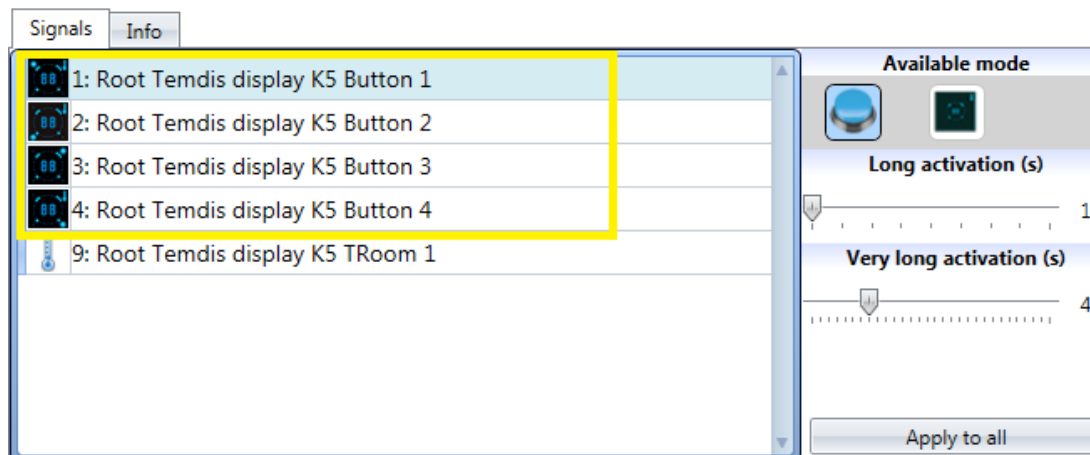 Signals
Info
1: Root Temdis display K5 Button 1
2: Root Temdis display K5 Button 2
3: Root Temdis display K5 Button 3
4: Root Temdis display K5 Button 4
9: Root Temdis display K5 TRoom 1
Available mode
Long activation (s)
1
Very long activation (s)
4
Apply to all